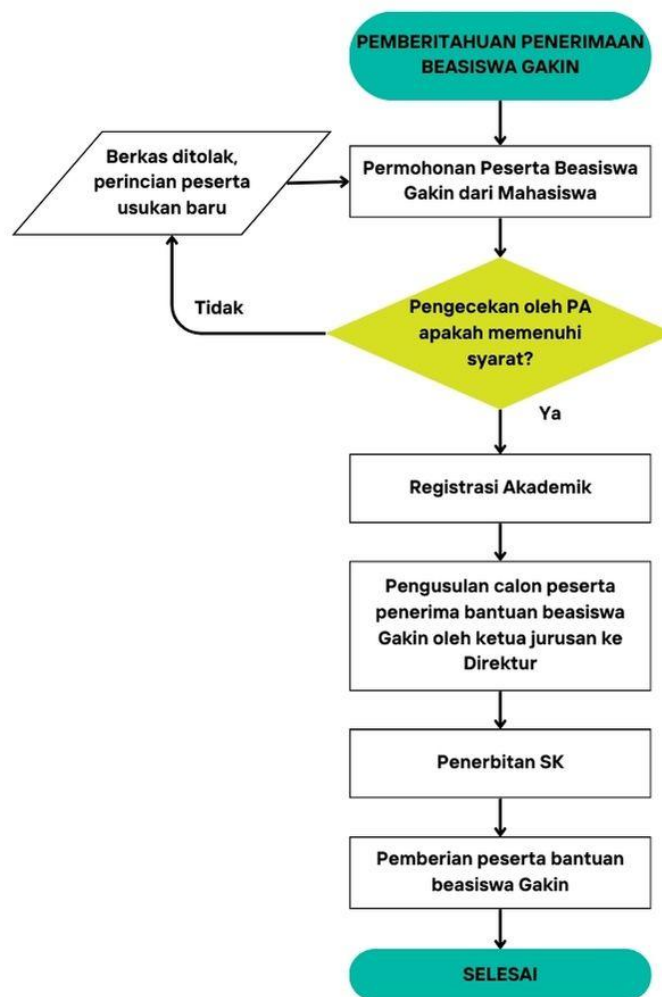 PEMBERITAHUAN PENERIMAAN
BEASISWA GAKIN
Berkas ditolak,
perincian peserta
usukan baru
Permohonan Peserta Beasiswa
Gakin dari Mahasiswa
Tidak
Pengecekan oleh PA
apakah memenuhi
syarat?
Ya
Registrasi Akademik
Pengusulan calon peserta
penerima bantuan beasiswa
Gakin oleh ketua jurusan ke
Direktur
Penerbitan SK
Pemberian peserta bantuan
beasiswa Gakin
SELESAI